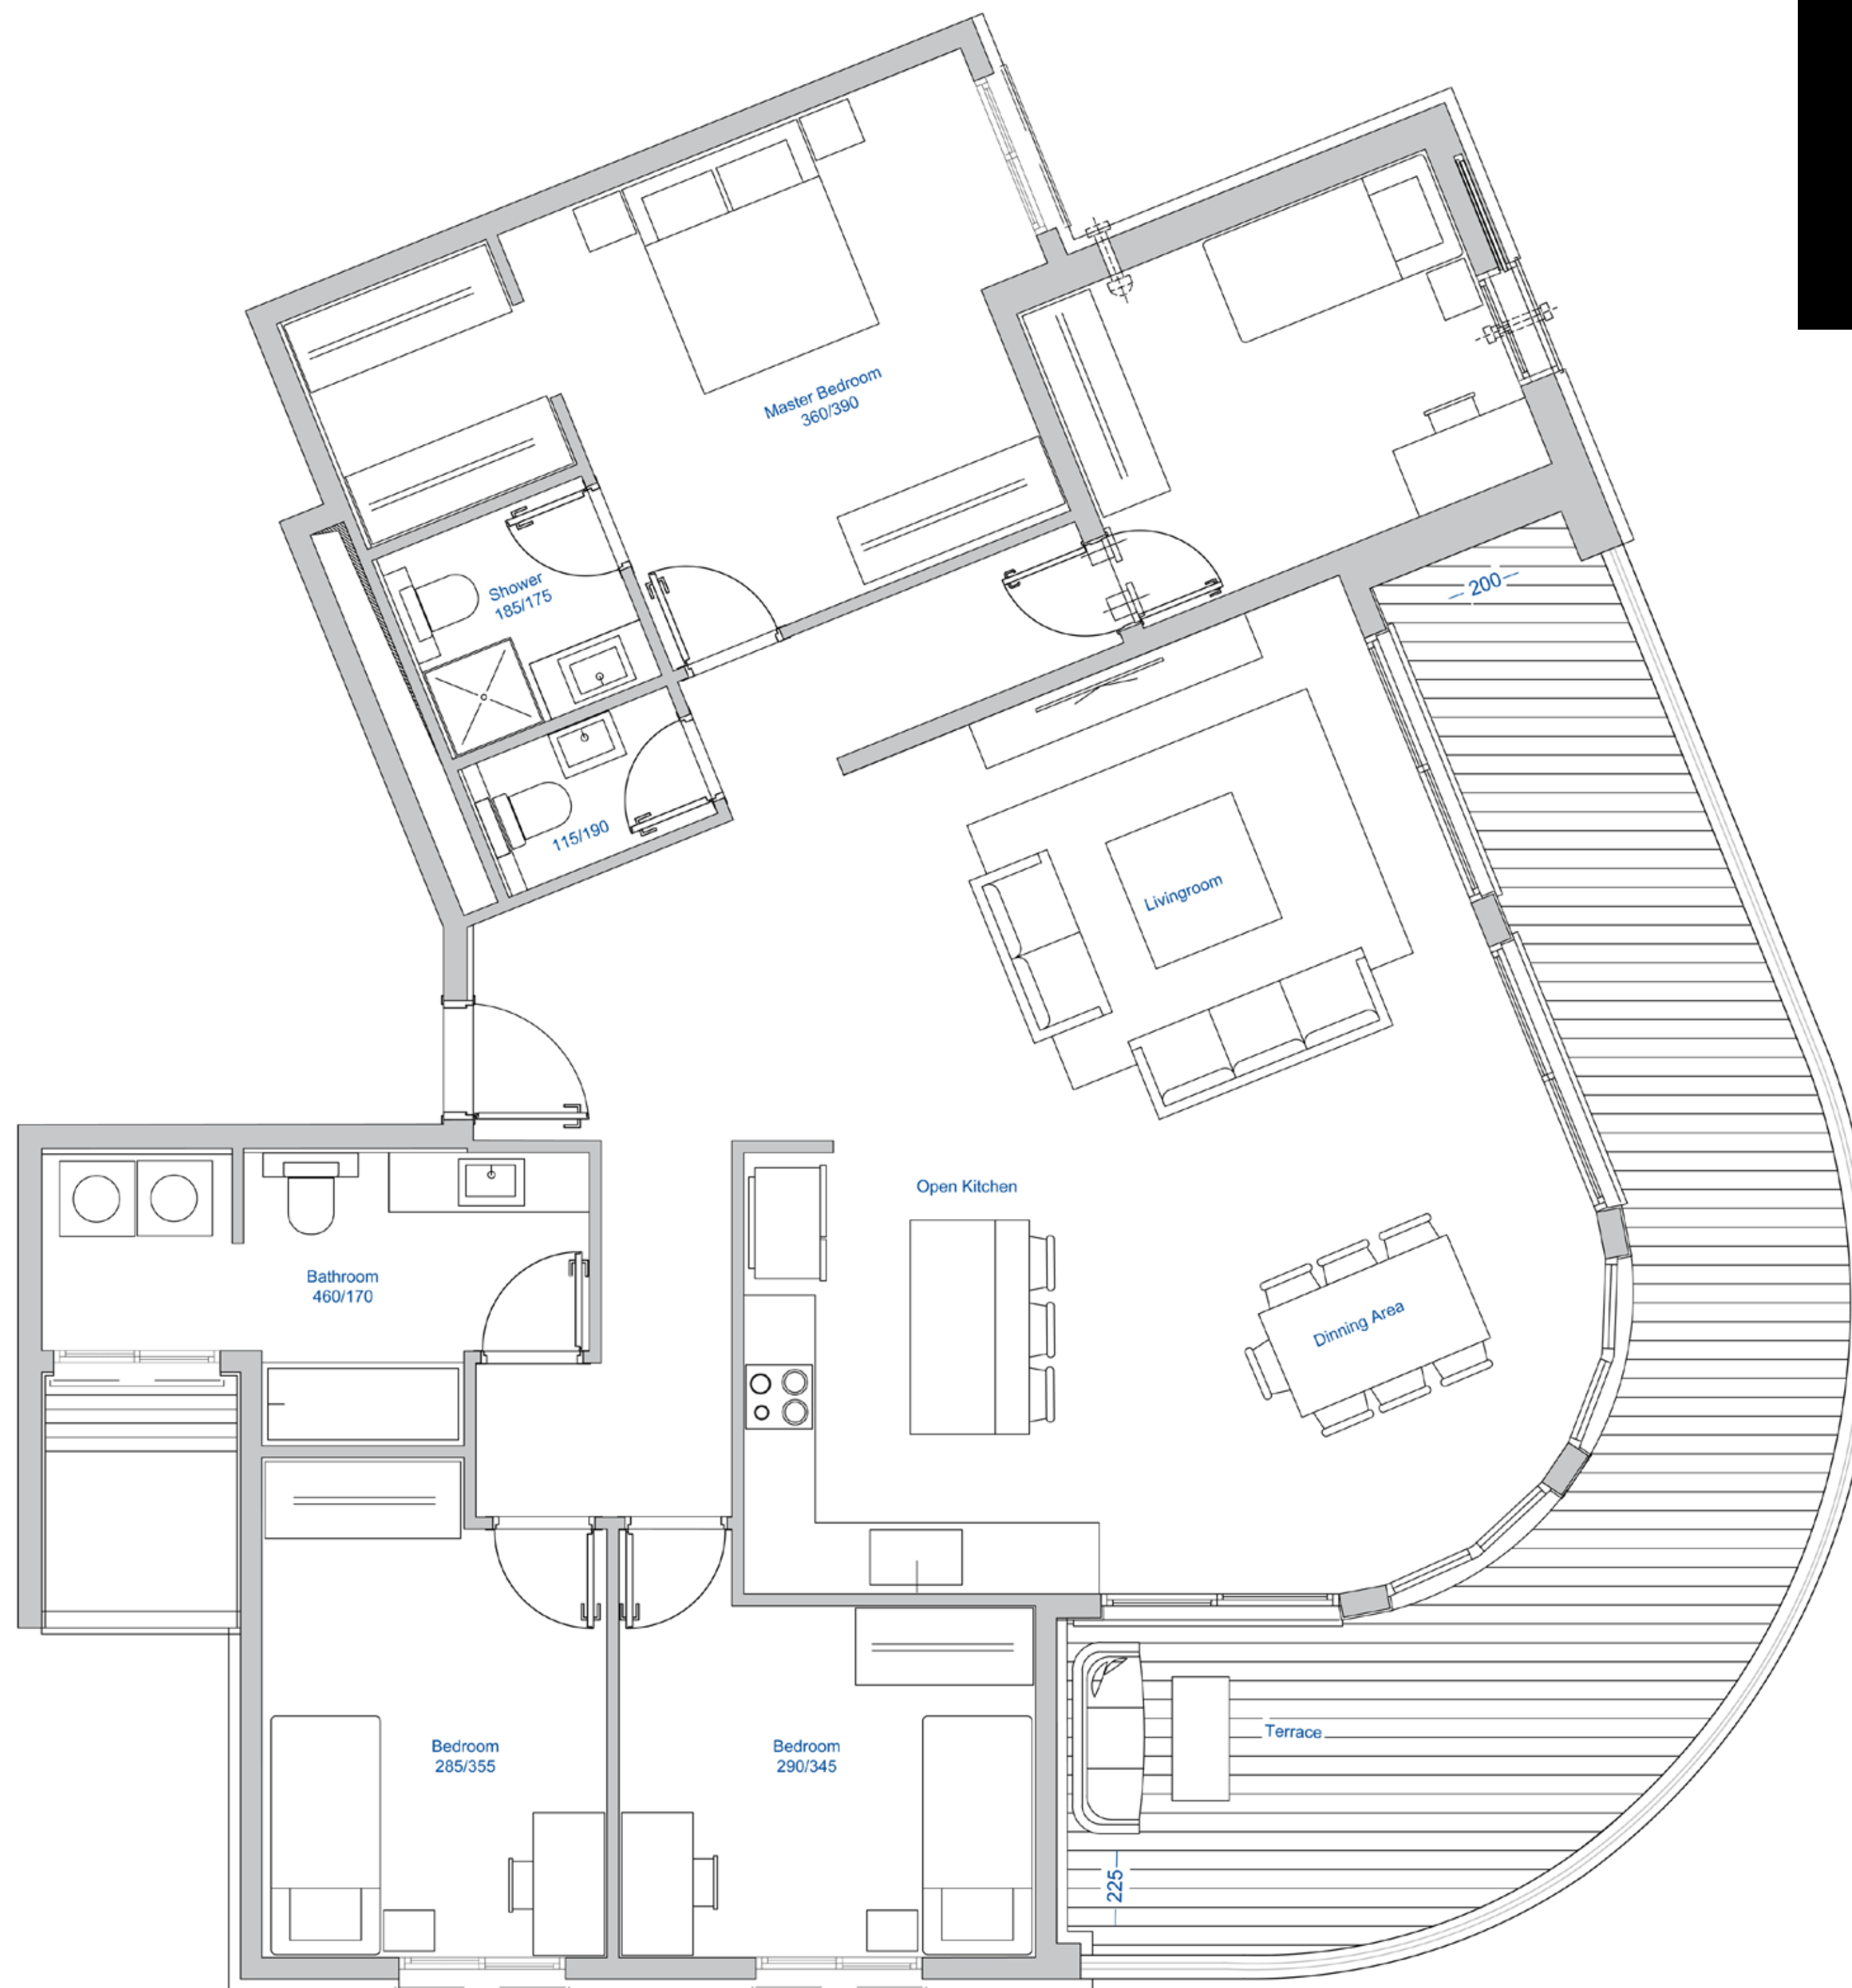 Master Bedroom
360/390
Shower
185/175
200
115/190
Livingroom
Open Kitchen
Bathroom
460/170
Dinning Area
Bedroom
285/355
Bedroom
290/345
Terrace
225